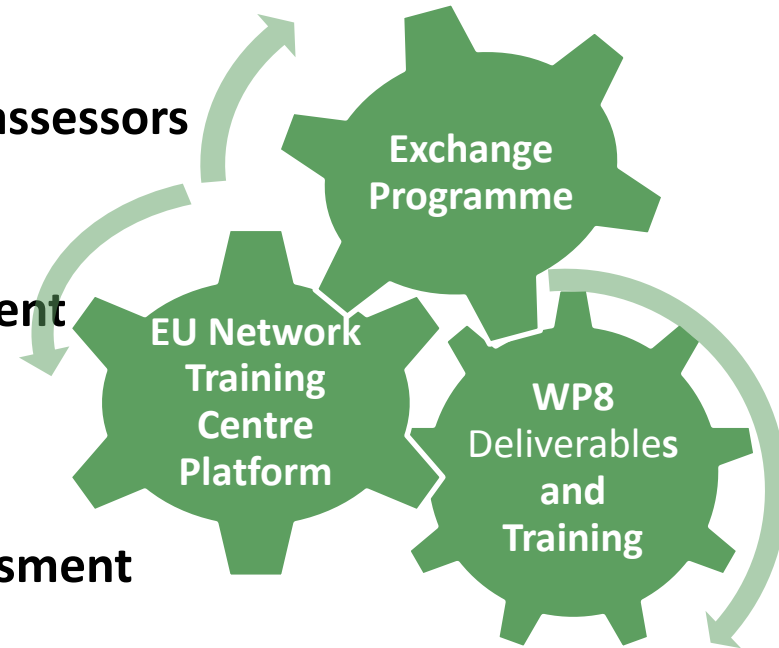 assessors
Exchange
Programme
ent
EU Network
Training
Centre
Platform
WP8
Deliverables
and
Training
sment